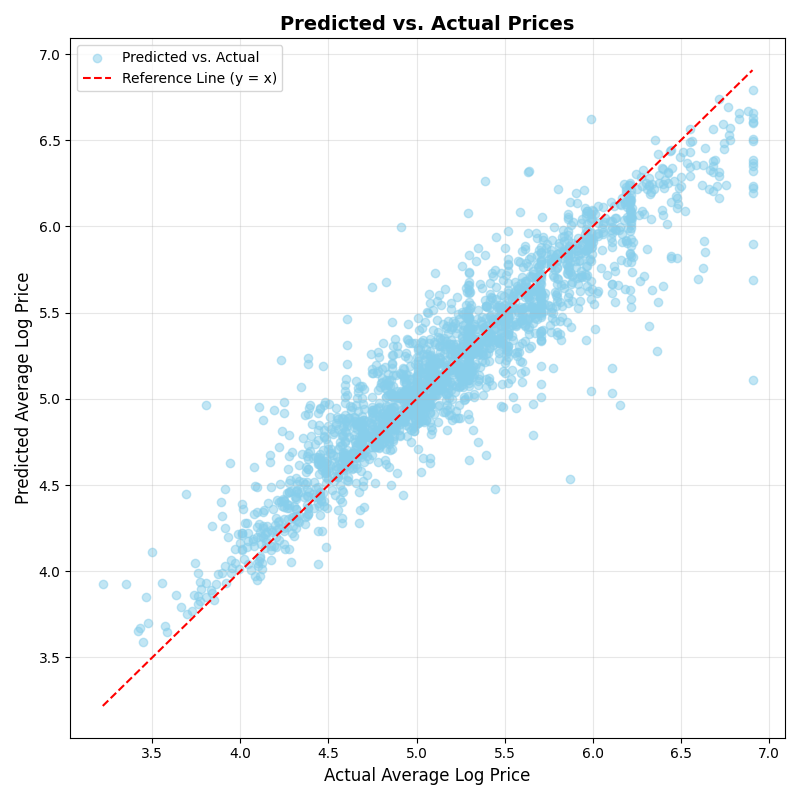 Predicted vs. Actual Prices
Predicted vs. Actual
Reference Line (y = x)
Predicted Average Log Price
7.0
6.5
6.0
5.5
5.0
4.5
4.0
3.5
3.5 4.0 4.5 5.0 5.5 6.0 6.5 7.0
Actual Average Log Price